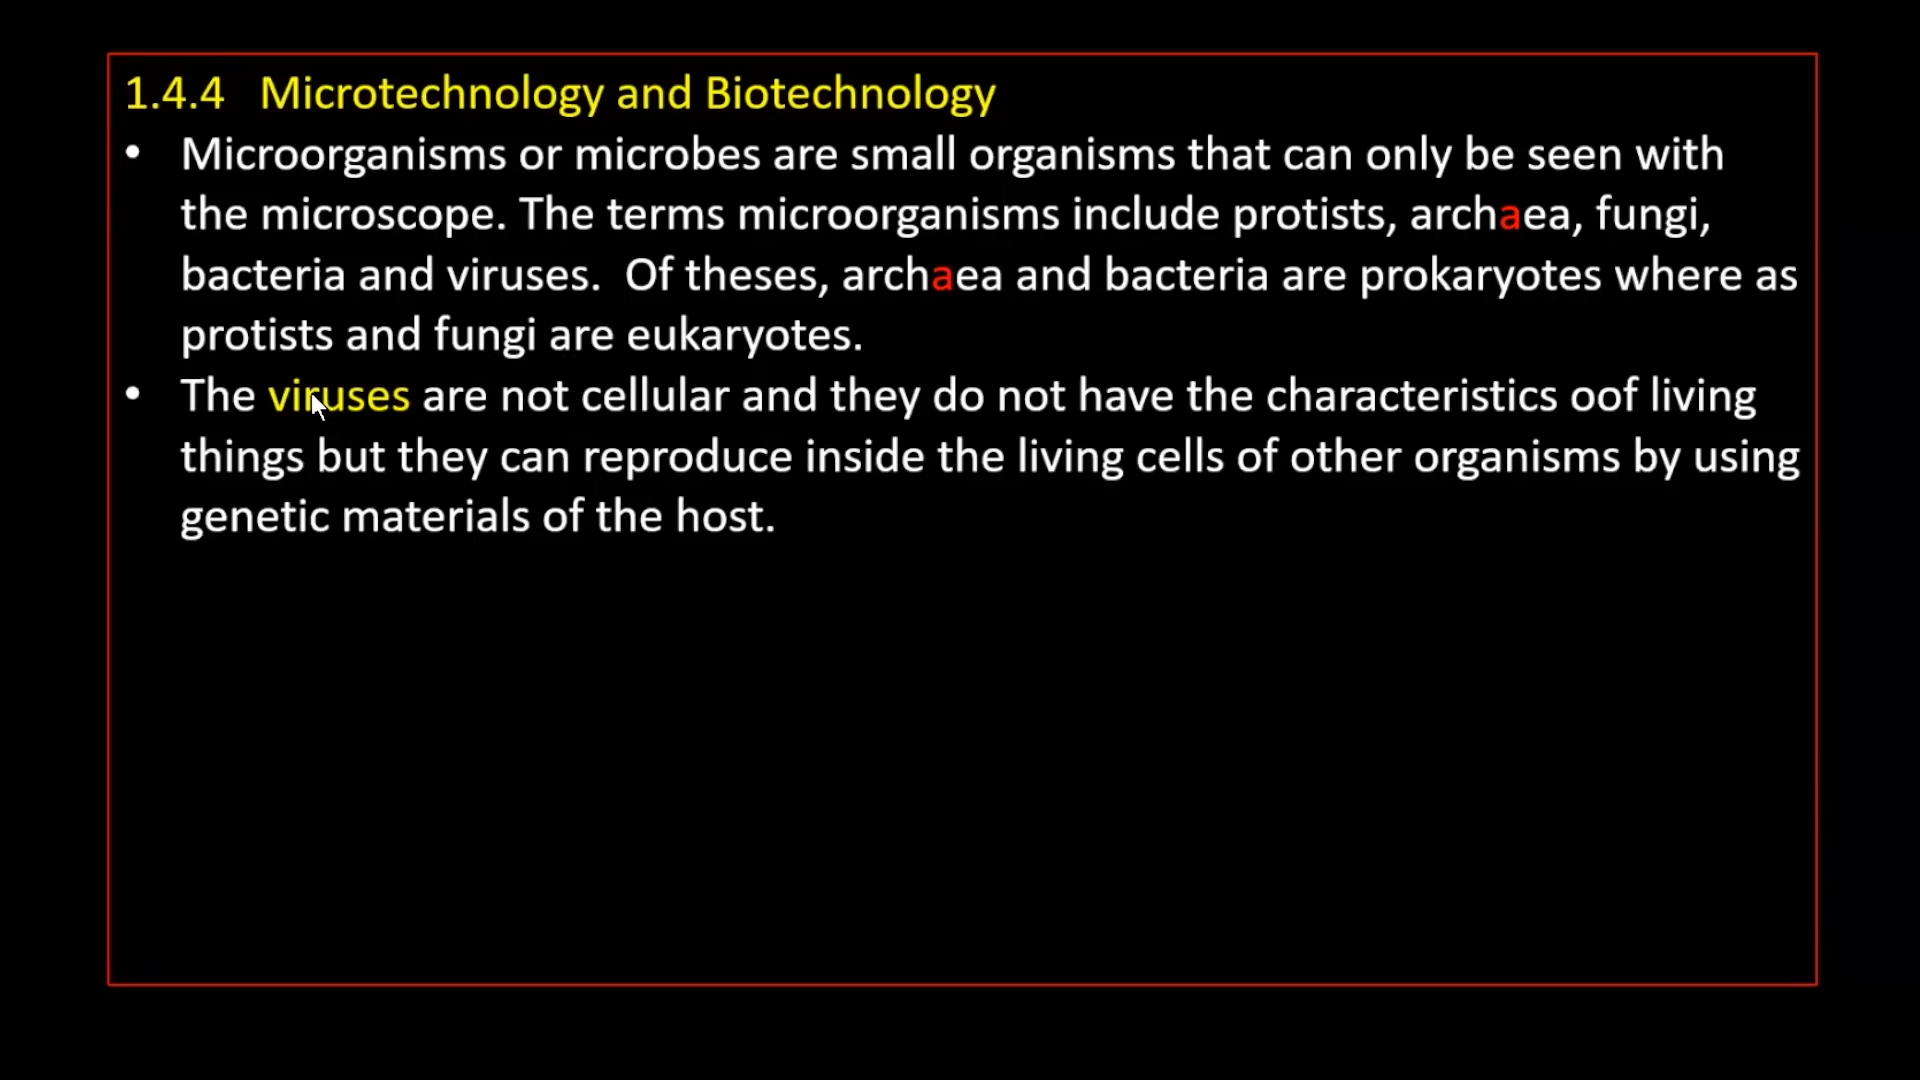 1.4.4 Microtechnology and Biotechnology
• Microorganisms or microbes are small organisms that can only be seen with
the microscope. The terms microorganisms include protists, archaea, fungi,
bacteria and viruses. Of theses, archaea and bacteria are prokaryotes where as
protists and fungi are eukaryotes.
• The viruses are not cellular and they do not have the characteristics oof living
things but they can reproduce inside the living cells of other organisms by using
genetic materials of the host.